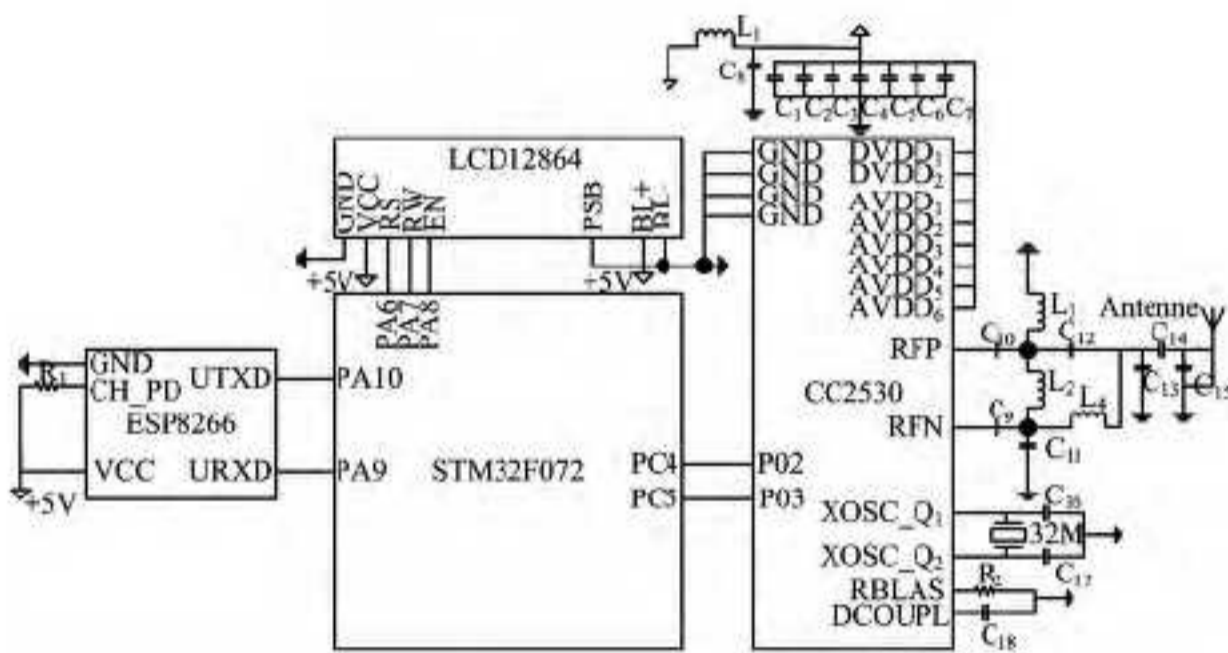 L₁
C₈
C₁ C₂ C₃ C₄ C₅ C₆ C₇
LCD12864
GND VCC RS RW EN PSB BL+ BL-
+5V +5V
GND DVDD₁
GND DVDD₂
GND AVDD₁
GND AVDD₂
AVDD₃
AVDD₄
AVDD₅
AVDD₆
PA6 PA7 PA8
L₃ Antenne
RFP C₁₀ C₁₂ C₁₄
C₁₃ C₁₅
L₂ L₄
CC2530
RFN C₉
C₁₁
GND
R₁ CH_PD UTXD PA10
ESP8266
VCC URXD PA9
+5V
STM32F072
PC4 P02
PC5 P03
XOSC_Q₁
32M
XOSC_Q₂ C₁₇
RBLAS R₂
DCOUPL
C₁₈